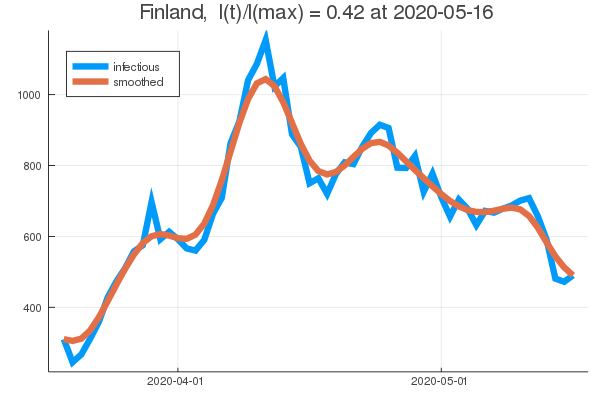 Finland, I(t)/I(max) = 0.42 at 2020-05-16
infectious
smoothed
1000
800
600
400
2020-04-01 2020-05-01